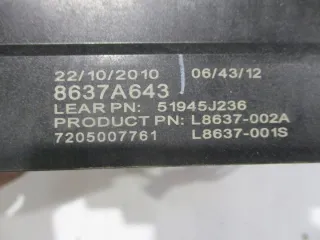 22/10/2010 06/43/12
8637A643
LEAR PN: 51945J236
PRODUCT PN: L8637-002A
7205007761 L8637-001S